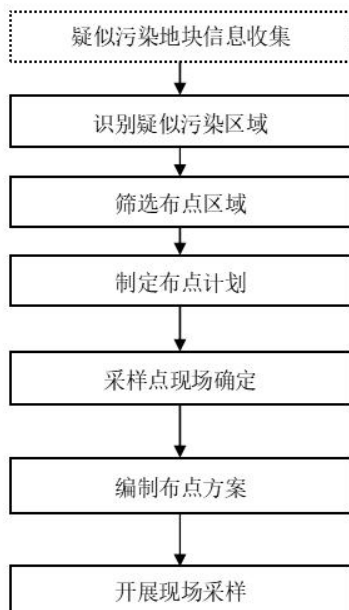 疑似污染地块信息收集
识别疑似污染区域
筛选布点区域
制定布点计划
采样点现场确定
编制布点方案
开展现场采样